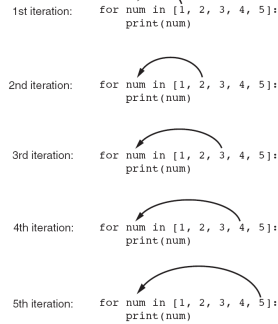 1st iteration: for num in [1, 2, 3, 4, 5]:
print(num)
2nd iteration: for num in [1, 2, 3, 4, 5]:
print(num)
3rd iteration: for num in [1, 2, 3, 4, 5]:
print(num)
4th iteration: for num in [1, 2, 3, 4, 5]:
print(num)
5th iteration: for num in [1, 2, 3, 4, 5]:
print(num)